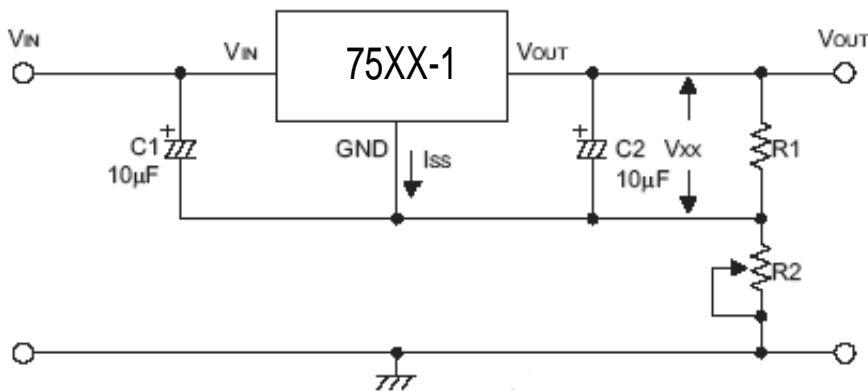 VIN
VIN
75XX-1
VOUT
VOUT
C1
10μF
GND
ISS
C2
10μF
VXX
R1
R2